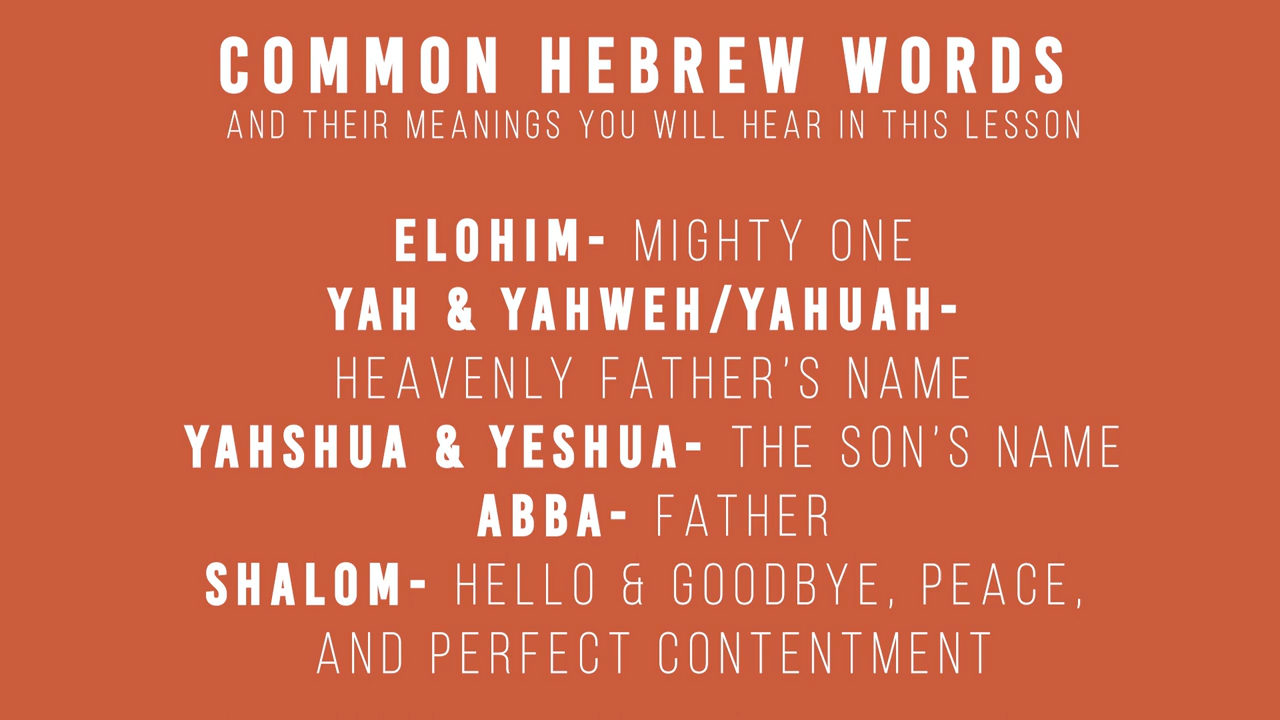 COMMON HEBREW WORDS
AND THEIR MEANINGS YOU WILL HEAR IN THIS LESSON
ELOHIM- MIGHTY ONE
YAH & YAHWEH/YAHUAH-
HEAVENLY FATHER'S NAME
YAHSHUA & YESHUA- THE SON'S NAME
ABBA- FATHER
SHALOM- HELLO & GOODBYE, PEACE,
AND PERFECT CONTENTMENT